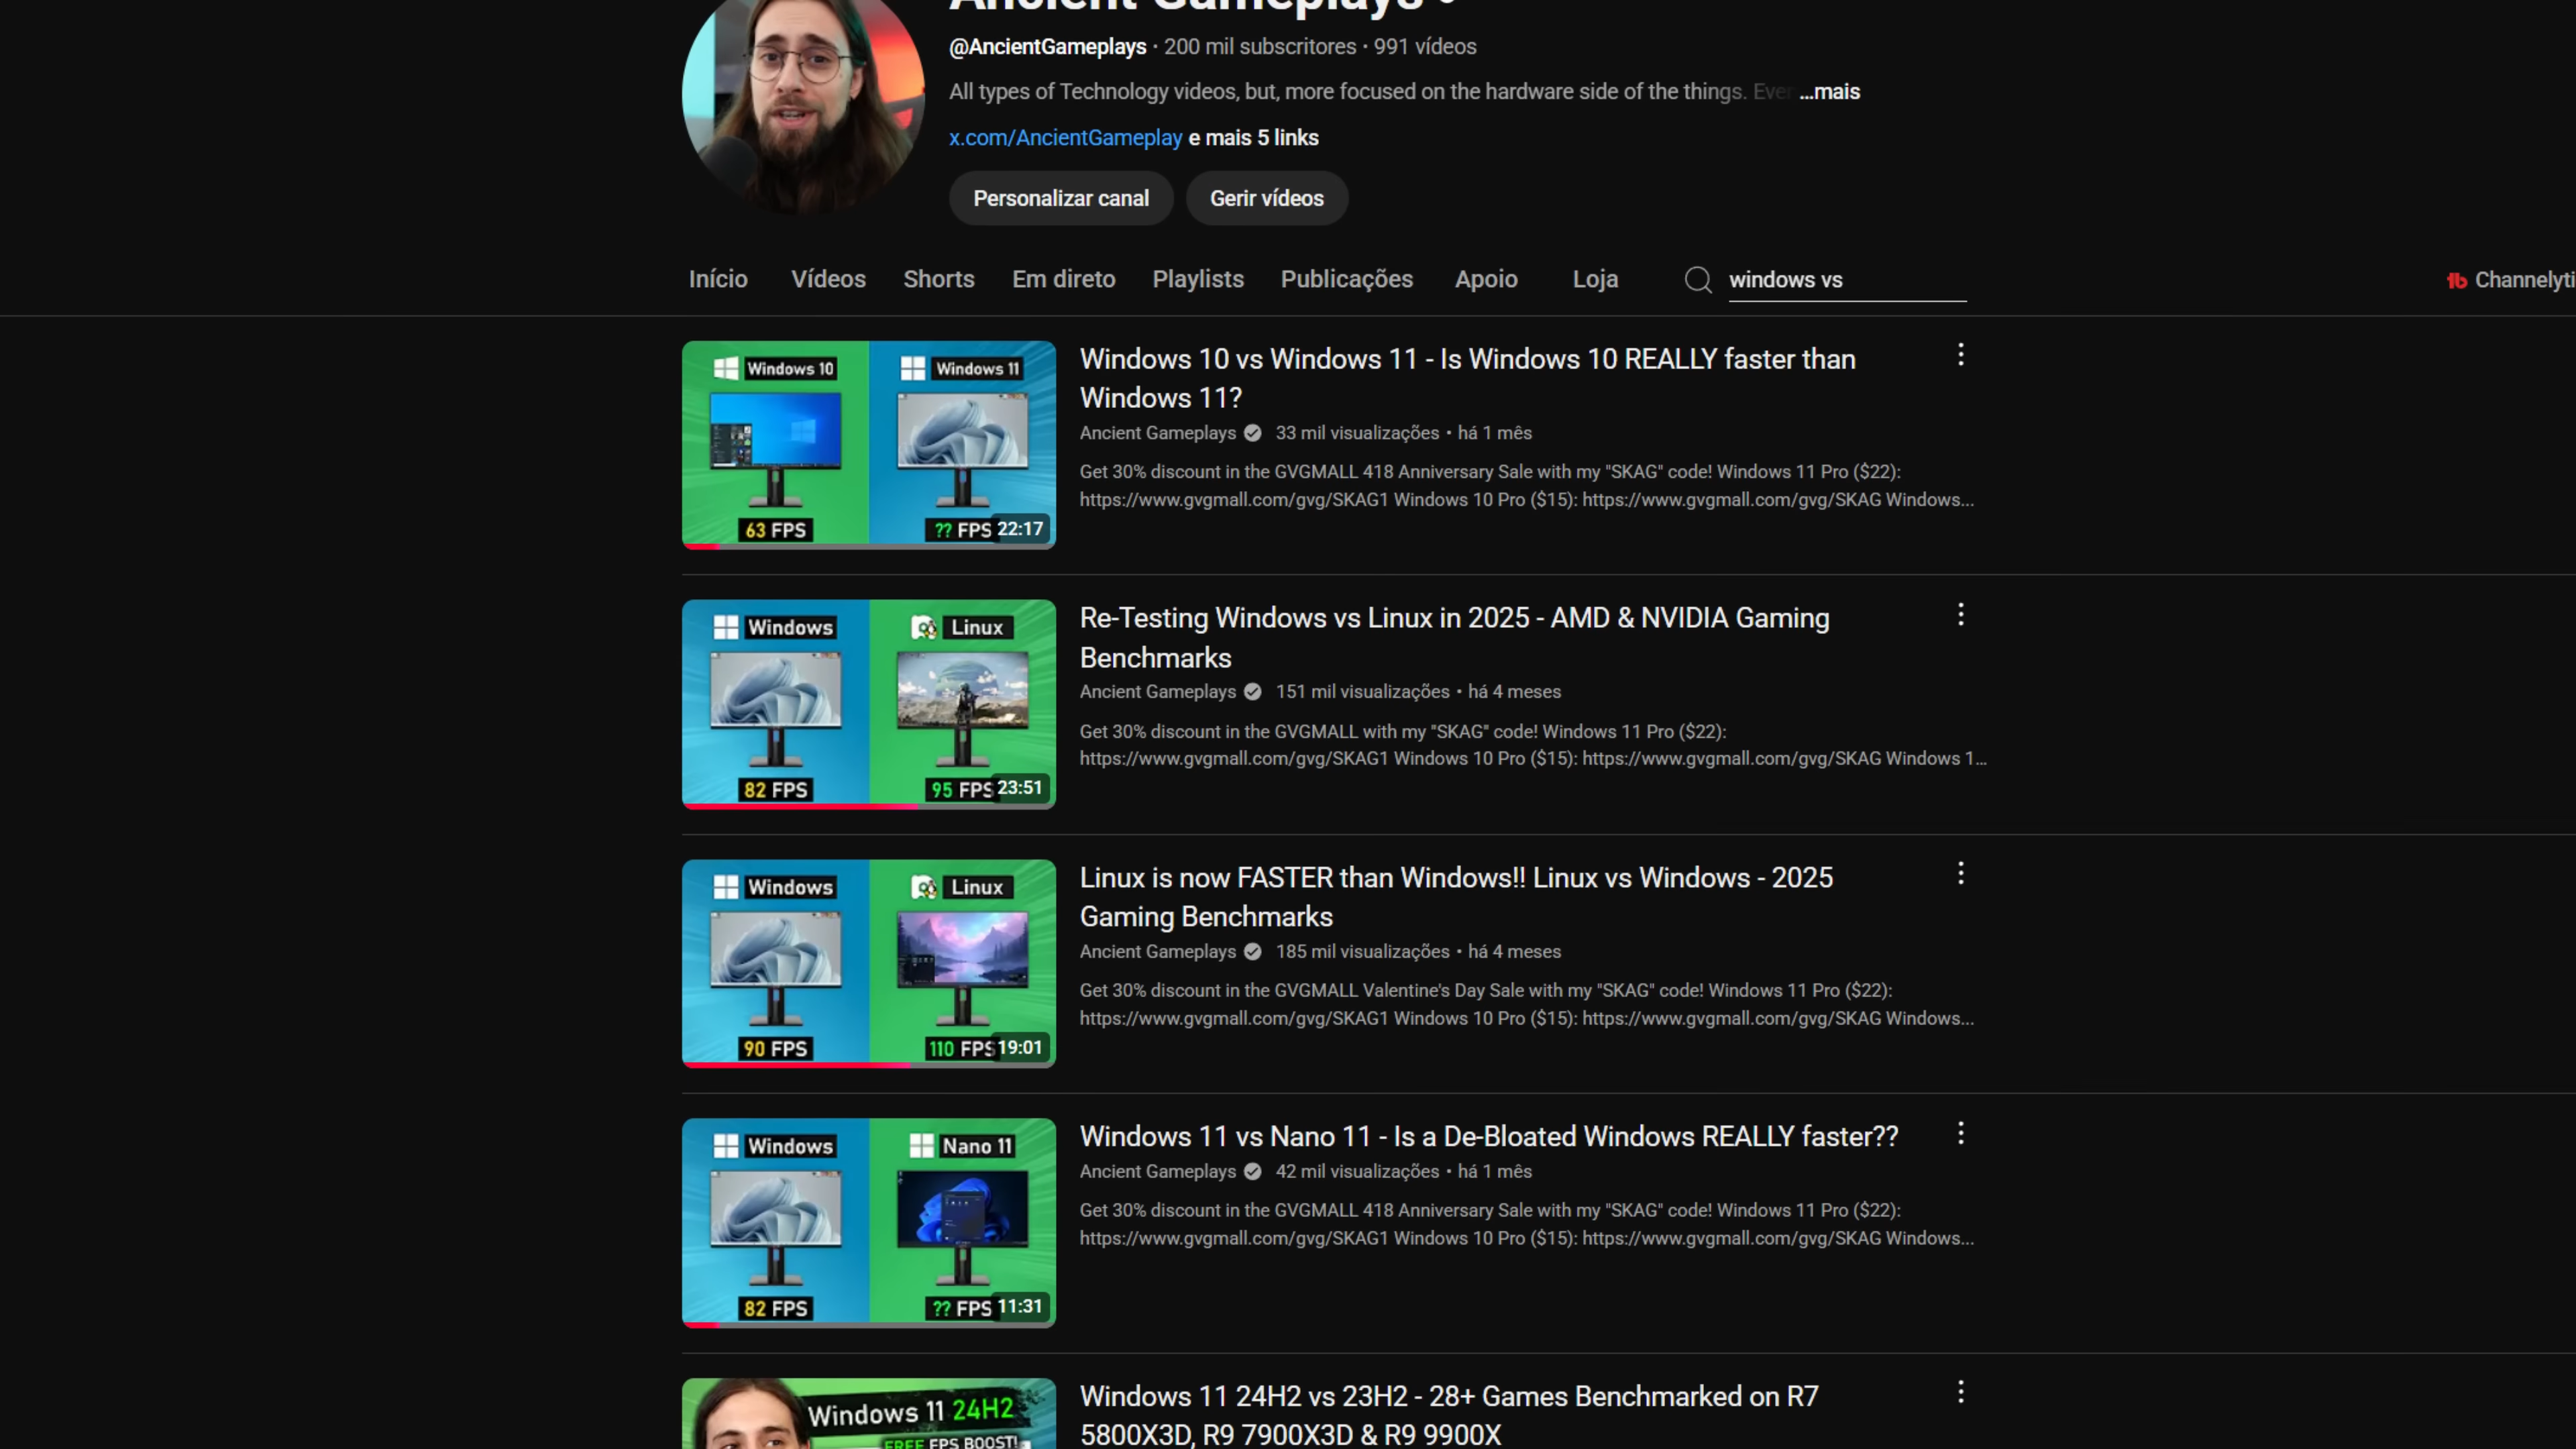 Ancient Gameplays
@AncientGameplays · 200 mil subscritores · 991 vídeos
All types of Technology videos, but, more focused on the hardware side of the things. Ever ...mais
x.com/AncientGameplay e mais 5 links
Personalizar canal Gerir vídeos
Início Vídeos Shorts Em direto Playlists Publicações Apoio Loja windows vs Channelyti
Windows 10 Windows 11
63 FPS ?? FPS 22:17
Windows 10 vs Windows 11 - Is Windows 10 REALLY faster than
Windows 11?
Ancient Gameplays 33 mil visualizações • há 1 mês
Get 30% discount in the GVGMALL 418 Anniversary Sale with my "SKAG" code! Windows 11 Pro ($22):
https://www.gvgmall.com/gvg/SKAG1 Windows 10 Pro ($15): https://www.gvgmall.com/gvg/SKAG Windows...
Windows Linux
82 FPS 95 FPS 23:51
Re-Testing Windows vs Linux in 2025 - AMD & NVIDIA Gaming
Benchmarks
Ancient Gameplays 151 mil visualizações • há 4 meses
Get 30% discount in the GVGMALL with my "SKAG" code! Windows 11 Pro ($22):
https://www.gvgmall.com/gvg/SKAG1 Windows 10 Pro ($15): https://www.gvgmall.com/gvg/SKAG Windows 1...
Windows Linux
90 FPS 110 FPS 19:01
Linux is now FASTER than Windows!! Linux vs Windows - 2025
Gaming Benchmarks
Ancient Gameplays 185 mil visualizações • há 4 meses
Get 30% discount in the GVGMALL Valentine's Day Sale with my "SKAG" code! Windows 11 Pro ($22):
https://www.gvgmall.com/gvg/SKAG1 Windows 10 Pro ($15): https://www.gvgmall.com/gvg/SKAG Windows...
Windows Nano 11
82 FPS ?? FPS 11:31
Windows 11 vs Nano 11 - Is a De-Bloated Windows REALLY faster??
Ancient Gameplays 42 mil visualizações • há 1 mês
Get 30% discount in the GVGMALL 418 Anniversary Sale with my "SKAG" code! Windows 11 Pro ($22):
https://www.gvgmall.com/gvg/SKAG1 Windows 10 Pro ($15): https://www.gvgmall.com/gvg/SKAG Windows...
Windows 11 24H2
FREE FPS BOOST!
Windows 11 24H2 vs 23H2 - 28+ Games Benchmarked on R7
5800X3D, R9 7900X3D & R9 9900X